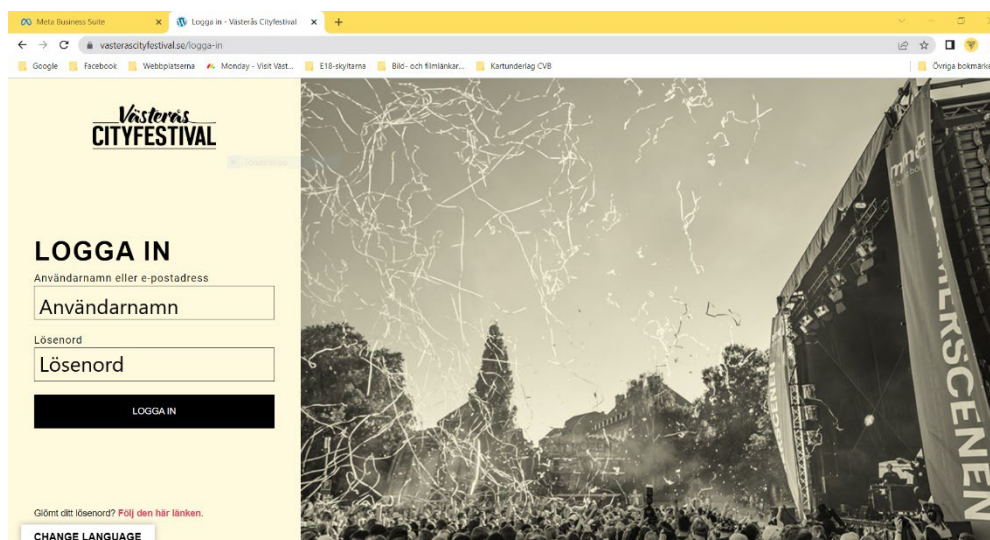 Meta Business Suite
Logga in - Västerås Cityfestival
vasterascityfestival.se/logga-in
Google
Facebook
Webbplatserna
Monday - Visit Väst...
E18-skyltarna
Bild- och filmlänkar...
Kartunderlag CVB
Övriga bokmärke
Västerås
CITYFESTIVAL
LOGGA IN
Användarnamn eller e-postadress
Användarnamn
Lösenord
Lösenord
LOGGA IN
Glömt ditt lösenord? Följ den här länken.
CHANGE LANGUAGE
mnd
MERSCENEN